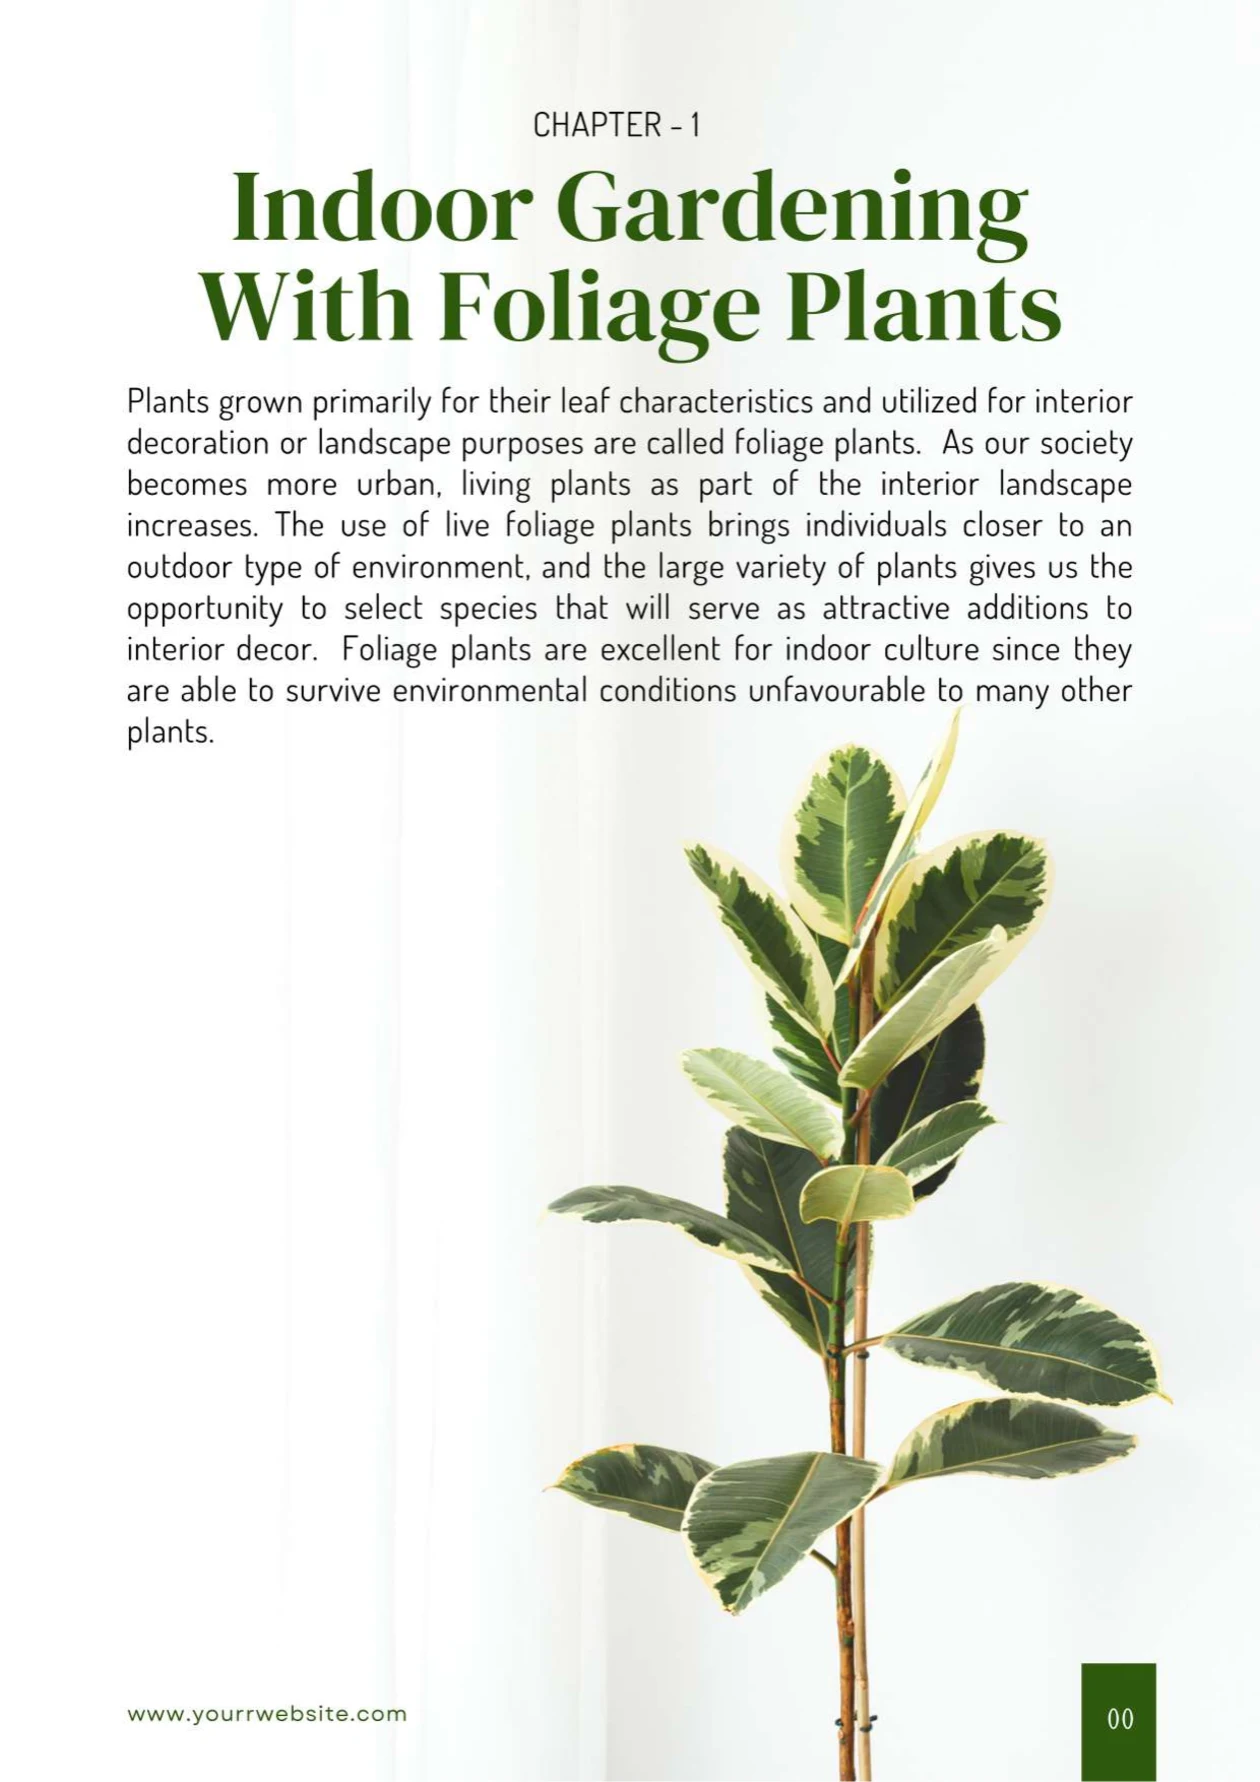 CHAPTER - 1
Indoor Gardening
With Foliage Plants
Plants grown primarily for their leaf characteristics and utilized for interior
decoration or landscape purposes are called foliage plants.  As our society
becomes more urban, living plants as part of the interior landscape
increases. The use of live foliage plants brings individuals closer to an
outdoor type of environment, and the large variety of plants gives us the
opportunity to select species that will serve as attractive additions to
interior decor.  Foliage plants are excellent for indoor culture since they
are able to survive environmental conditions unfavourable to many other
plants.
www.yourrwebsite.com
00